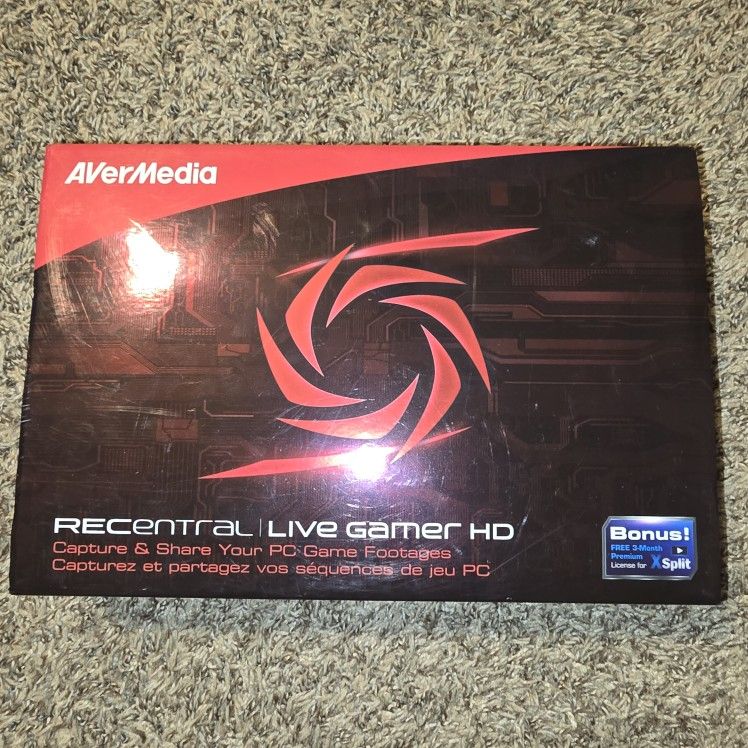 AVerMedia
RECentral | Live Gamer HD
Capture & Share Your PC Game Footages
Capturez et partagez vos séquences de jeu PC
Bonus!
FREE 3-Month
Premium
License for XSplit